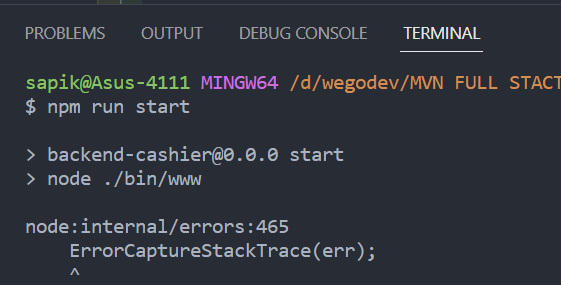 PROBLEMS OUTPUT DEBUG CONSOLE TERMINAL
sapik@Asus-4111 MINGW64 /d/wegodev/MVN FULL STACT
$ npm run start
> backend-cashier@0.0.0 start
> node ./bin/www
node:internal/errors:465
ErrorCaptureStackTrace(err);
^